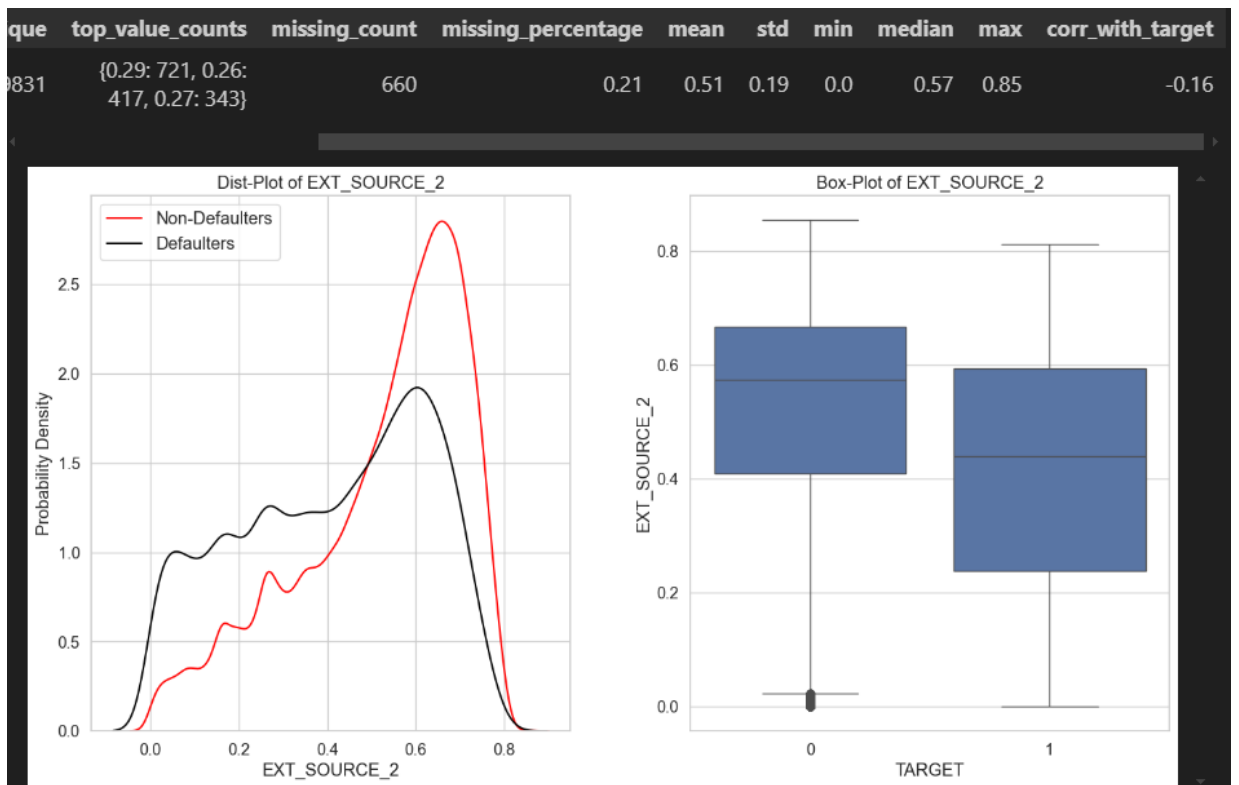 que top_value_counts missing_count missing_percentage mean std min median max corr_with_target
9831 {0.29: 721, 0.26: 660 0.21 0.51 0.19 0.0 0.57 0.85 -0.16
417, 0.27: 343}
Dist-Plot of EXT_SOURCE_2
Non-Defaulters
Defaulters
2.5
2.0
1.5
1.0
0.5
0.0
Probability Density
0.0 0.2 0.4 0.6 0.8
EXT_SOURCE_2
Box-Plot of EXT_SOURCE_2
0.8
0.6
0.4
0.2
0.0
EXT_SOURCE_2
0 1
TARGET